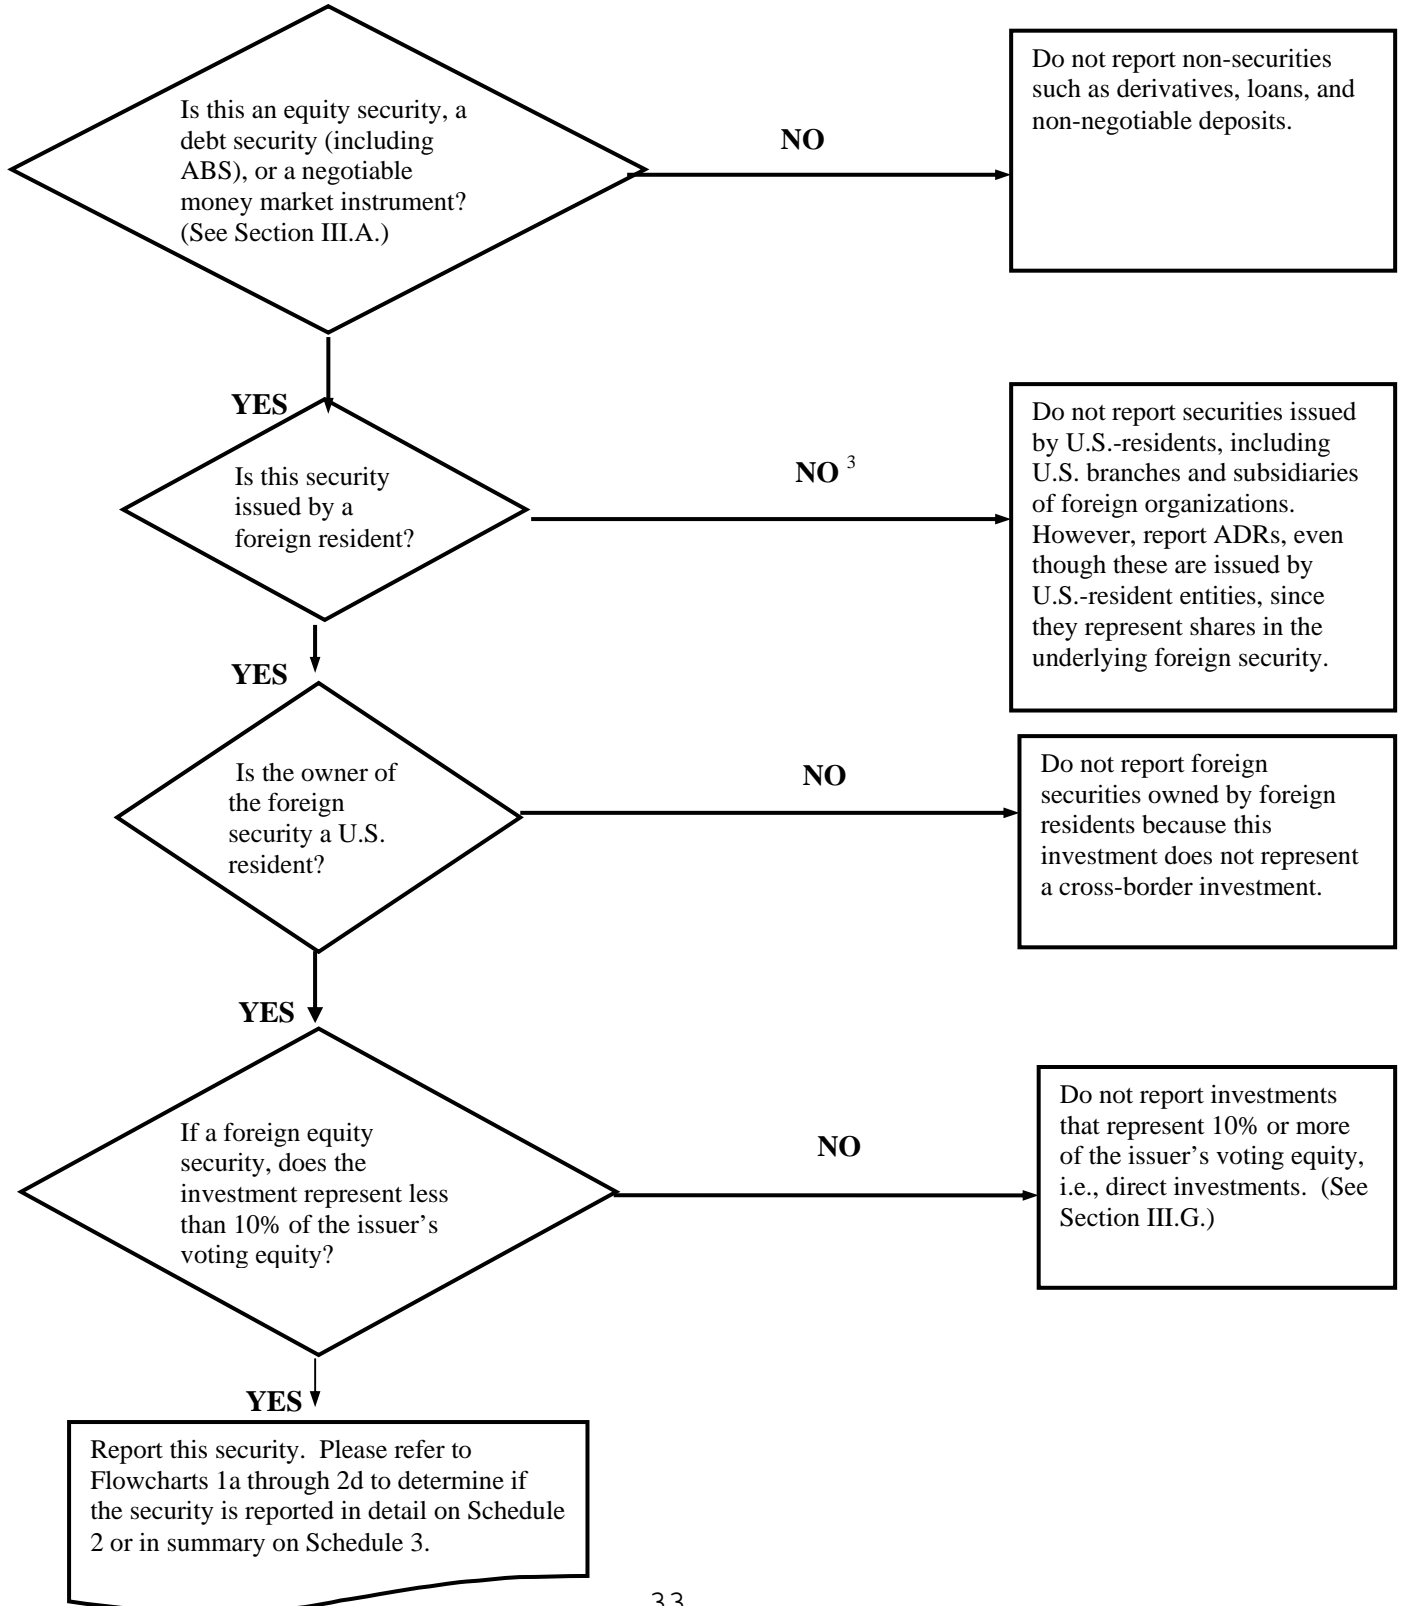 Is this an equity security, a
debt security (including
ABS), or a negotiable
money market instrument?
(See Section III.A.)
NO
Do not report non-securities
such as derivatives, loans, and
non-negotiable deposits.
YES
Is this security
issued by a
foreign resident?
NO 3
Do not report securities issued
by U.S.-residents, including
U.S. branches and subsidiaries
of foreign organizations.
However, report ADRs, even
though these are issued by
U.S.-resident entities, since
they represent shares in the
underlying foreign security.
YES
Is the owner of
the foreign
security a U.S.
resident?
NO
Do not report foreign
securities owned by foreign
residents because this
investment does not represent
a cross-border investment.
YES
If a foreign equity
security, does the
investment represent less
than 10% of the issuer’s
voting equity?
NO
Do not report investments
that represent 10% or more
of the issuer’s voting equity,
i.e., direct investments.  (See
Section III.G.)
YES
Report this security.  Please refer to
Flowcharts 1a through 2d to determine if
the security is reported in detail on Schedule
2 or in summary on Schedule 3.
33